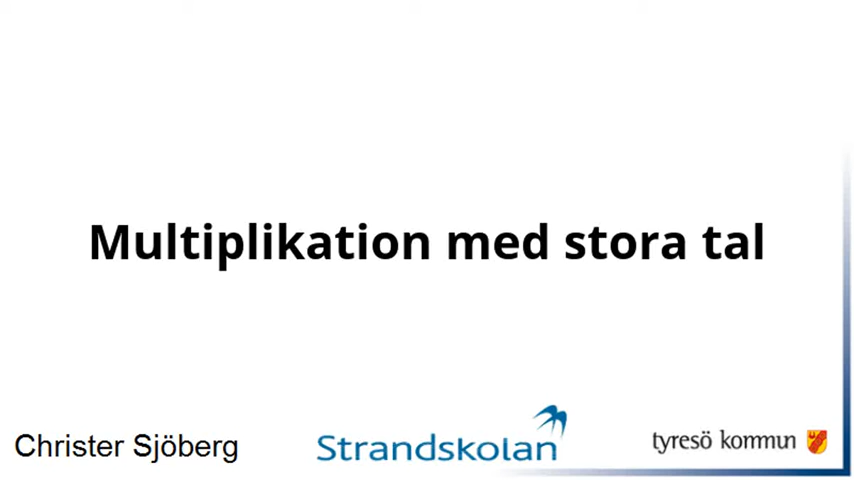 Multiplikation med stora tal
Christer Sjöberg
Strandskolan
tyresö kommun